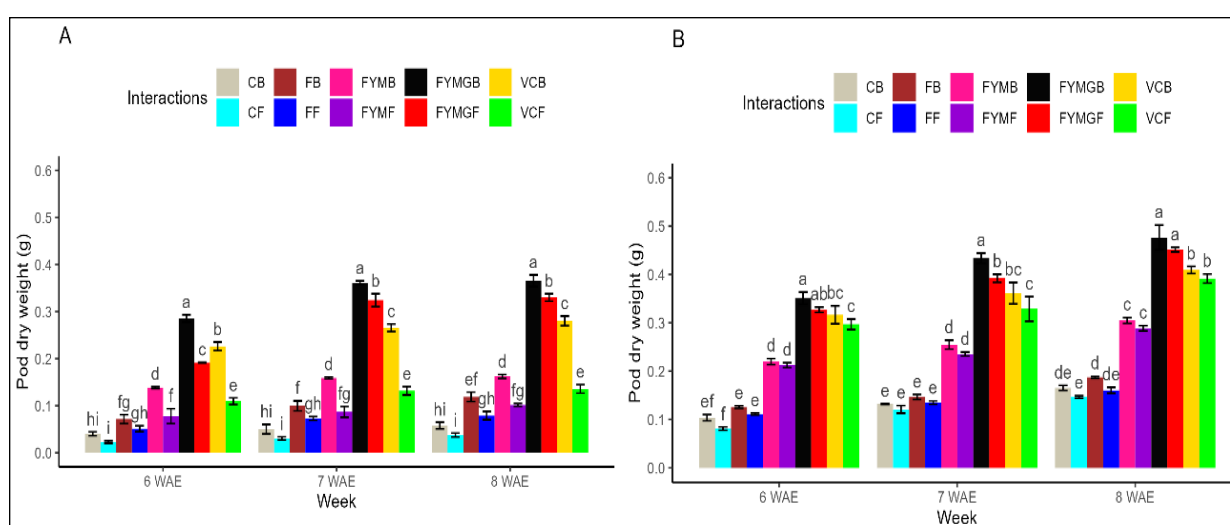 A
Interactions
CB FB FYMB FYMGB VCB
CF FF FYMF FYMGF VCF
Pod dry weight (g)
0.6
0.5
0.4
0.3
0.2
0.1
0.0
hi i fg gh d f a c b e
hi i f gh d f a b c e
hi i ef gh d fg a b c e
6 WAE 7 WAE 8 WAE
Week
B
Interactions
CB FB FYMB FYMGB VCB
CF FF FYMF FYMGF VCF
Pod dry weight (g)
0.6
0.5
0.4
0.3
0.2
0.1
0.0
ef f e e d d a ab bc c
e e e e d d a b bc c
de e d de c c a a b b
6 WAE 7 WAE 8 WAE
Week